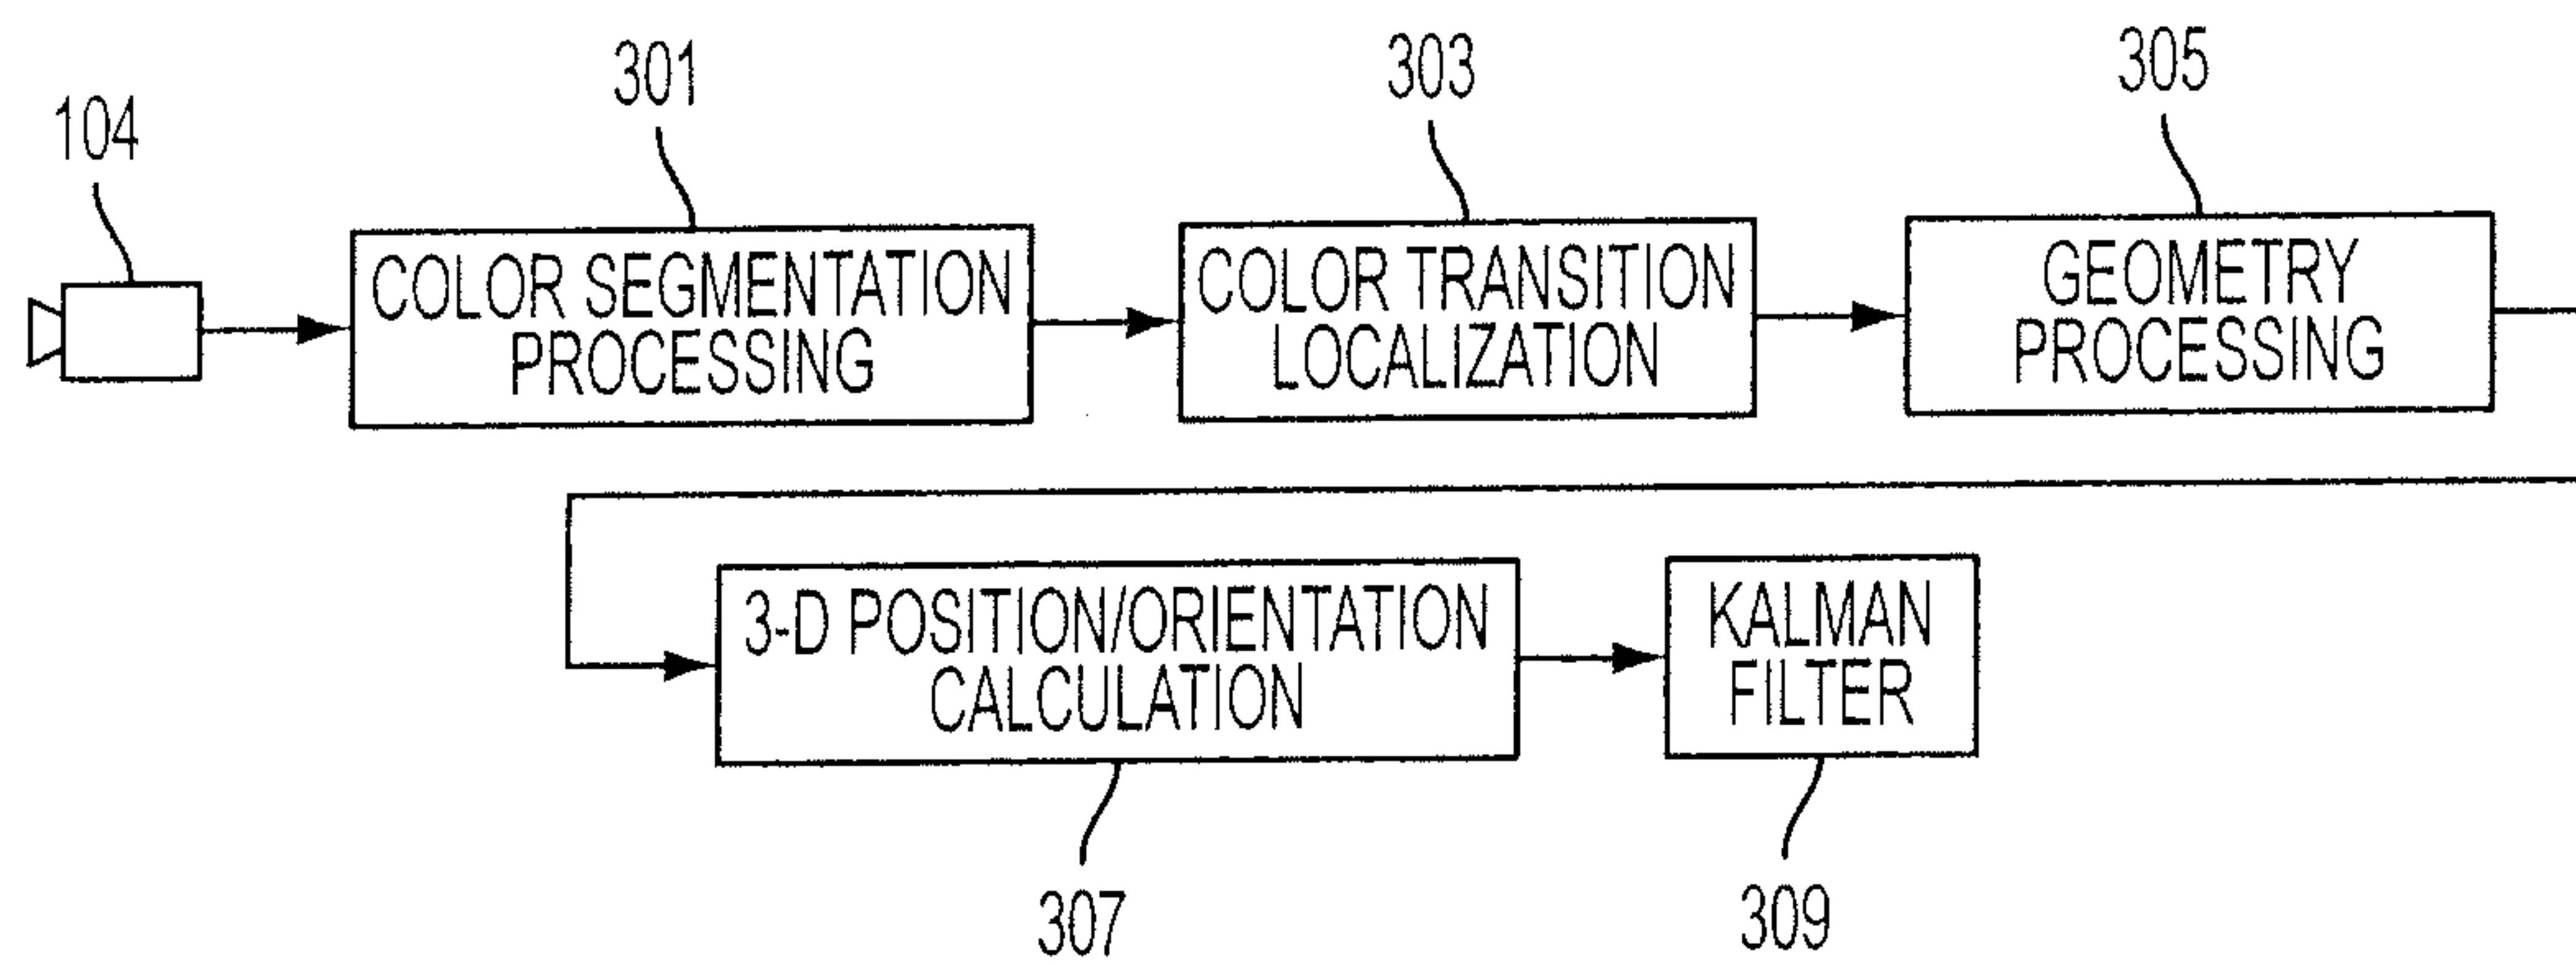 104
301
303
305
COLOR SEGMENTATION
PROCESSING
COLOR TRANSITION
LOCALIZATION
GEOMETRY
PROCESSING
3-D POSITION/ORIENTATION
CALCULATION
KALMAN
FILTER
307
309